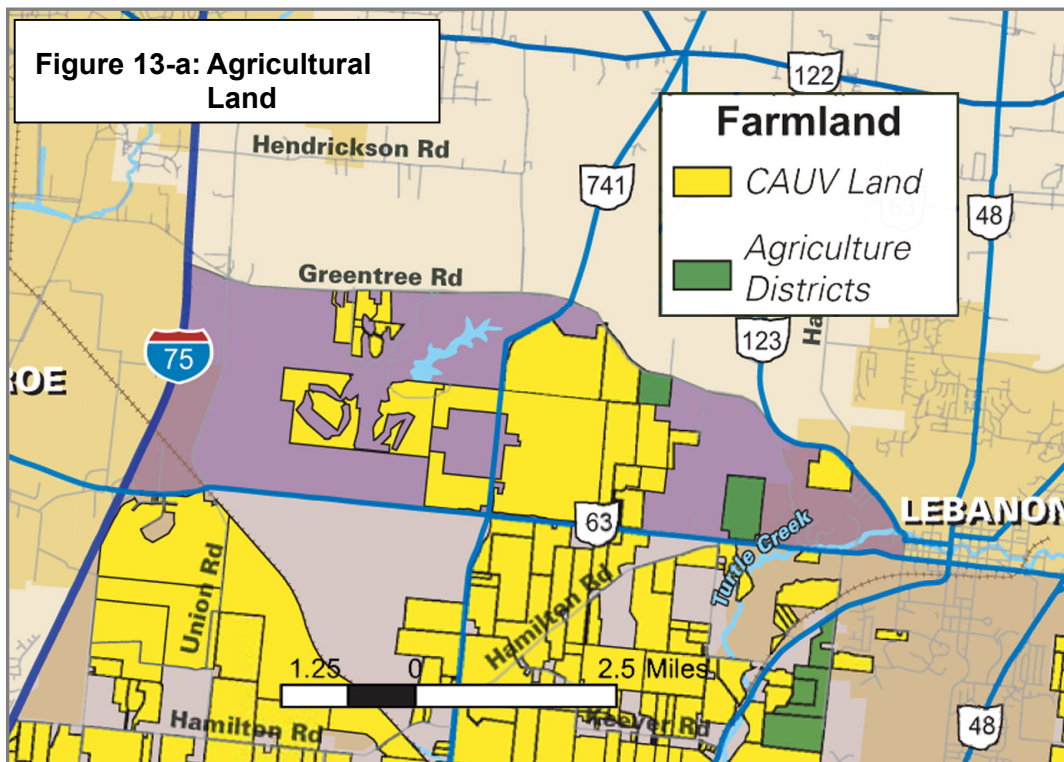 Figure 13-a: Agricultural
Land
122
Farmland
CAUV Land
Agriculture
Districts
Hendrickson Rd
741
63
48
Greentree Rd
123
Ha
75
ROE
63
LEBANON
Turtle Creek
Union Rd
Hamilton Rd
1.25 0 2.5 Miles
Hamilton Rd
Keever Rd
48